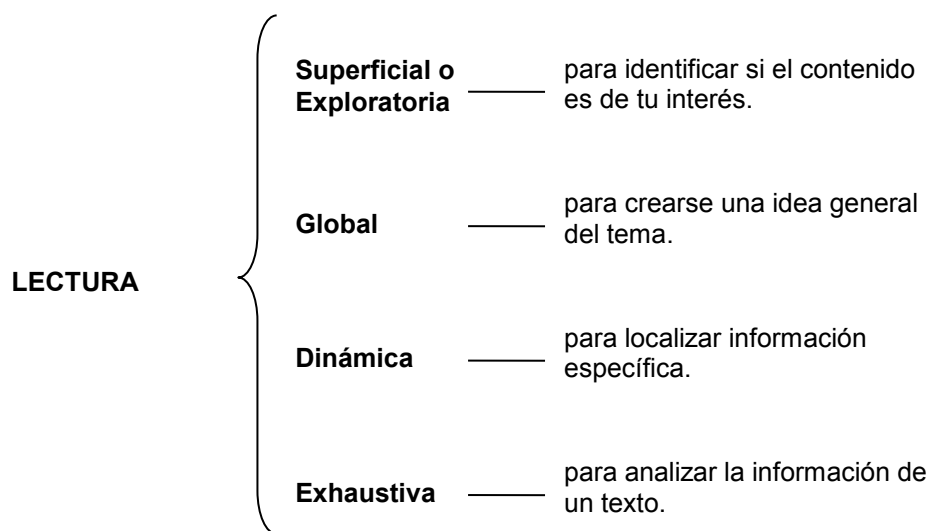 LECTURA
Superficial o
Exploratoria
para identificar si el contenido
es de tu interés.
Global
para crearse una idea general
del tema.
Dinámica
para localizar información
específica.
Exhaustiva
para analizar la información de
un texto.